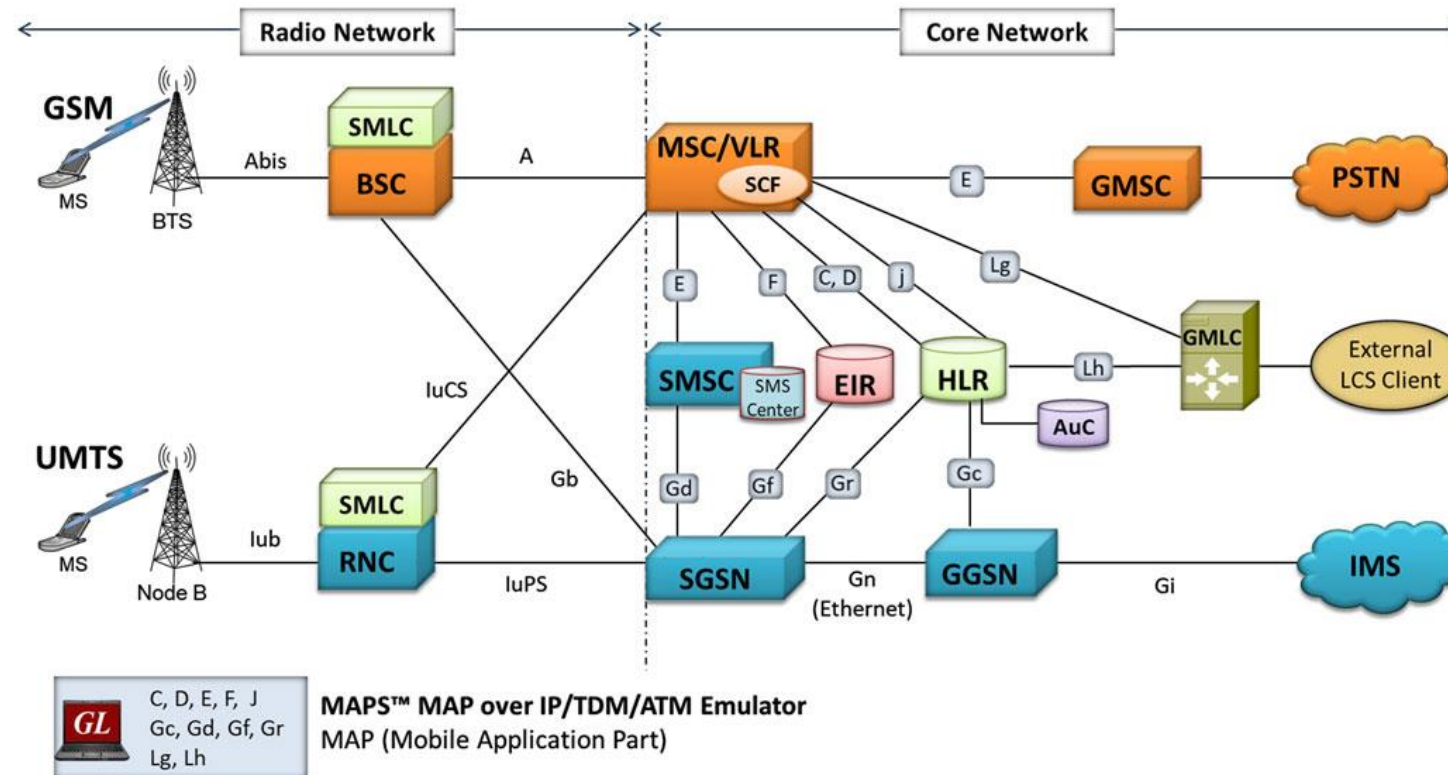 Radio Network
Core Network
GSM
MS
BTS
Abis
SMLC
BSC
A
MSC/VLR
SCF
E
GMSC
PSTN
E
F
C, D
j
Lg
SMSC
SMS
Center
EIR
HLR
Lh
GMLC
External
LCS Client
AuC
IuCS
Gb
Gd
Gf
Gr
Gc
UMTS
MS
Node B
Iub
SMLC
RNC
IuPS
SGSN
Gn
(Ethernet)
GGSN
Gi
IMS
GL
C, D, E, F, J
Gc, Gd, Gf, Gr
Lg, Lh
MAPS™ MAP over IP/TDM/ATM Emulator
MAP (Mobile Application Part)